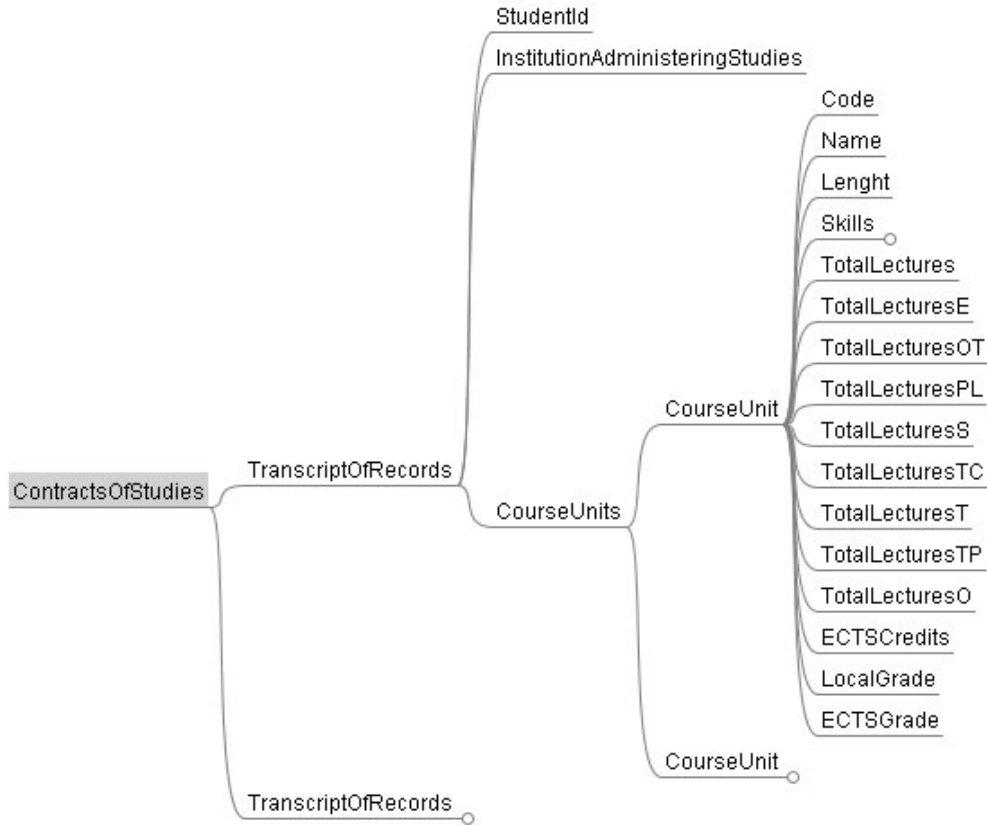 StudentId
InstitutionAdministeringStudies
Code
Name
Lenght
Skills
TotalLectures
TotalLecturesE
TotalLecturesOT
TotalLecturesPL
CourseUnit
TotalLecturesS
TranscriptOfRecords
TotalLecturesTC
ContractsOfStudies
CourseUnits
TotalLecturesT
TotalLecturesTP
TotalLecturesO
ECTSCredits
LocalGrade
ECTSGrade
CourseUnit
TranscriptOfRecords